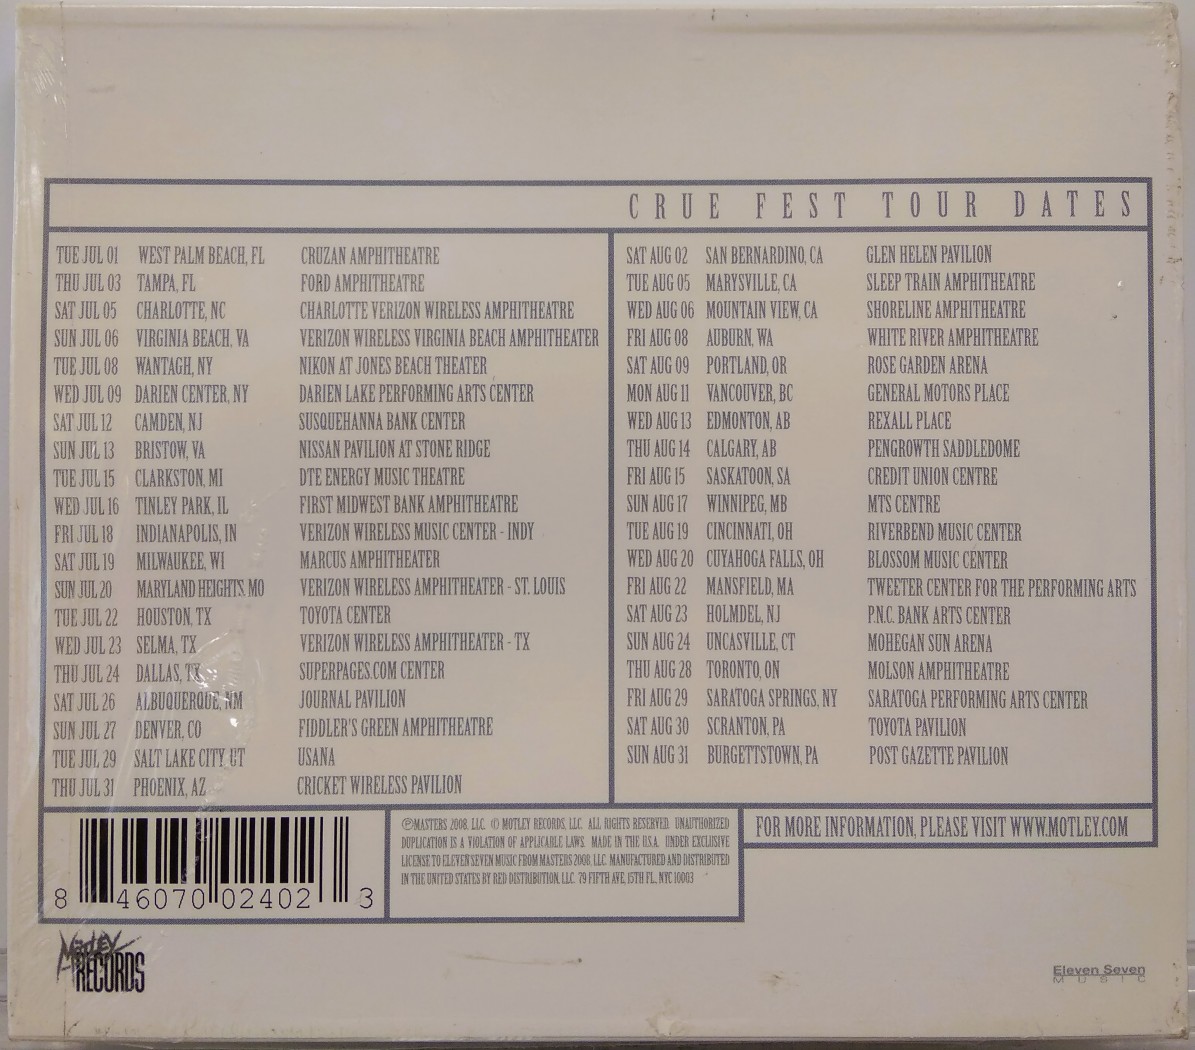 CRUE FEST TOUR DATES
TUE JUL 01 WEST PALM BEACH, FL CRUZAN AMPHITHEATRE
THU JUL 03 TAMPA, FL FORD AMPHITHEATRE
SAT JUL 05 CHARLOTTE, NC CHARLOTTE VERIZON WIRELESS AMPHITHEATRE
SUN JUL 06 VIRGINIA BEACH, VA VERIZON WIRELESS VIRGINIA BEACH AMPHITHEATER
TUE JUL 08 WANTAGH, NY NIKON AT JONES BEACH THEATER
WED JUL 09 DARIEN CENTER, NY DARIEN LAKE PERFORMING ARTS CENTER
SAT JUL 12 CAMDEN, NJ SUSQUEHANNA BANK CENTER
SUN JUL 13 BRISTOW, VA NISSAN PAVILION AT STONE RIDGE
TUE JUL 15 CLARKSTON, MI DTE ENERGY MUSIC THEATRE
WED JUL 16 TINLEY PARK, IL FIRST MIDWEST BANK AMPHITHEATRE
FRI JUL 18 INDIANAPOLIS, IN VERIZON WIRELESS MUSIC CENTER - INDY
SAT JUL 19 MILWAUKEE, WI MARCUS AMPHITHEATER
SUN JUL 20 MARYLAND HEIGHTS, MO VERIZON WIRELESS AMPHITHEATER - ST. LOUIS
TUE JUL 22 HOUSTON, TX TOYOTA CENTER
WED JUL 23 SELMA, TX VERIZON WIRELESS AMPHITHEATER - TX
THU JUL 24 DALLAS, TX SUPERPAGES.COM CENTER
SAT JUL 26 ALBUQUERQUE, NM JOURNAL PAVILION
SUN JUL 27 DENVER, CO FIDDLER'S GREEN AMPHITHEATRE
TUE JUL 29 SALT LAKE CITY, UT USANA
THU JUL 31 PHOENIX, AZ CRICKET WIRELESS PAVILION
SAT AUG 02 SAN BERNARDINO, CA GLEN HELEN PAVILION
TUE AUG 05 MARYSVILLE, CA SLEEP TRAIN AMPHITHEATRE
WED AUG 06 MOUNTAIN VIEW, CA SHORELINE AMPHITHEATRE
FRI AUG 08 AUBURN, WA WHITE RIVER AMPHITHEATRE
SAT AUG 09 PORTLAND, OR ROSE GARDEN ARENA
MON AUG 11 VANCOUVER, BC GENERAL MOTORS PLACE
WED AUG 13 EDMONTON, AB REXALL PLACE
THU AUG 14 CALGARY, AB PENGROWTH SADDLEDOME
FRI AUG 15 SASKATOON, SA CREDIT UNION CENTRE
SUN AUG 17 WINNIPEG, MB MTS CENTRE
TUE AUG 19 CINCINNATI, OH RIVERBEND MUSIC CENTER
WED AUG 20 CUYAHOGA FALLS, OH BLOSSOM MUSIC CENTER
FRI AUG 22 MANSFIELD, MA TWEETER CENTER FOR THE PERFORMING ARTS
SAT AUG 23 HOLMDEL, NJ P.N.C. BANK ARTS CENTER
SUN AUG 24 UNCASVILLE, CT MOHEGAN SUN ARENA
THU AUG 28 TORONTO, ON MOLSON AMPHITHEATRE
FRI AUG 29 SARATOGA SPRINGS, NY SARATOGA PERFORMING ARTS CENTER
SAT AUG 30 SCRANTON, PA TOYOTA PAVILION
SUN AUG 31 BURGETTSTOWN, PA POST GAZETTE PAVILION
8 46070 02402 3
℗MASTERS 2008, LLC. © MOTLEY RECORDS, LLC. ALL RIGHTS RESERVED. UNAUTHORIZED
DUPLICATION IS A VIOLATION OF APPLICABLE LAWS. MADE IN THE U.S.A. UNDER EXCLUSIVE
LICENSE TO ELEVEN SEVEN MUSIC FROM MASTERS 2008, LLC. MANUFACTURED AND DISTRIBUTED
IN THE UNITED STATES BY RED DISTRIBUTION, LLC. 79 FIFTH AVE, 15TH FL., NYC 10003
FOR MORE INFORMATION, PLEASE VISIT WWW.MOTLEY.COM
MÖTLEY
RECORDS
Eleven Seven
MUSIC